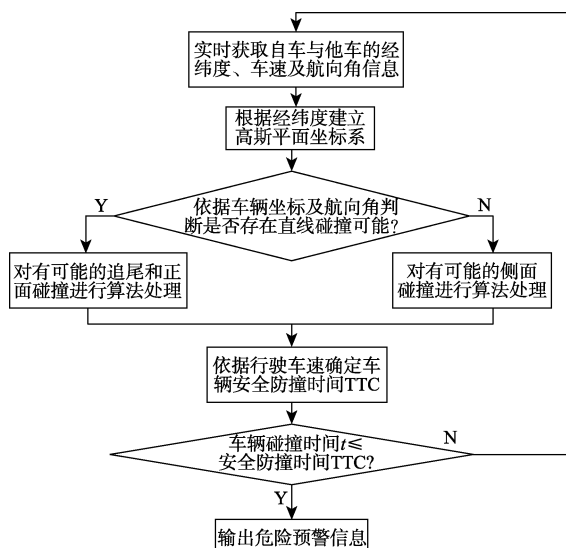 实时获取自车与他车的经
纬度、车速及航向角信息
根据经纬度建立
高斯平面坐标系
Y
依据车辆坐标及航向角判
断是否存在直线碰撞可能?
N
对有可能的追尾和正
面碰撞进行算法处理
对有可能的侧面
碰撞进行算法处理
依据行驶车速确定车
辆安全防撞时间TTC
车辆碰撞时间t≤
安全防撞时间TTC?
N
Y
输出危险预警信息